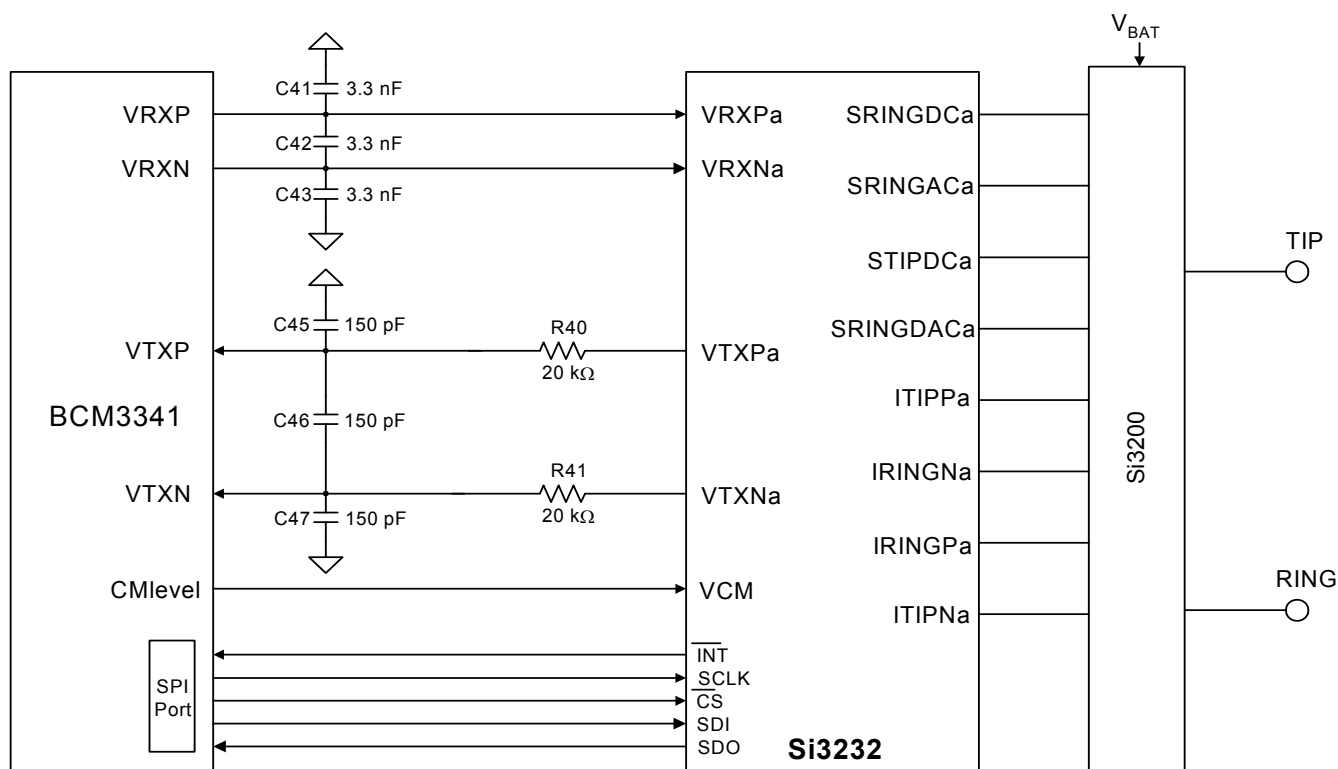 V_BAT
C41 3.3 nF
VRXP
VRXPa
SRINGDCa
C42 3.3 nF
VRXN
VRXNa
SRINGACa
C43 3.3 nF
TIP
STIPDCa
C45 150 pF
R40
SRINGDACa
VTXP
VTXPa
20 kΩ
ITIPPa
BCM3341
C46 150 pF
Si3200
R41
IRINGNa
VTXN
VTXNa
C47 150 pF
20 kΩ
IRINGPa
RING
CMlevel
VCM
ITIPNa
INT
SPI
Port
SCLK
CS
SDI
SDO
Si3232